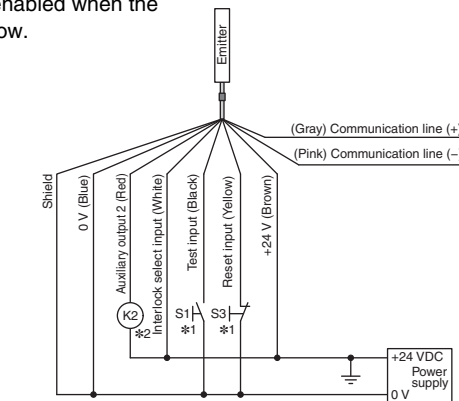 enabled when the
ow.
Emitter
(Gray) Communication line (+)
(Pink) Communication line (−
Shield
0 V (Blue)
Auxiliary output 2 (Red)
Interlock select input (White)
Test input (Black)
Reset input (Yellow)
+24 V (Brown)
K2
*2
S1
*1
S3
*1
+24 VDC
Power
supply
0 V